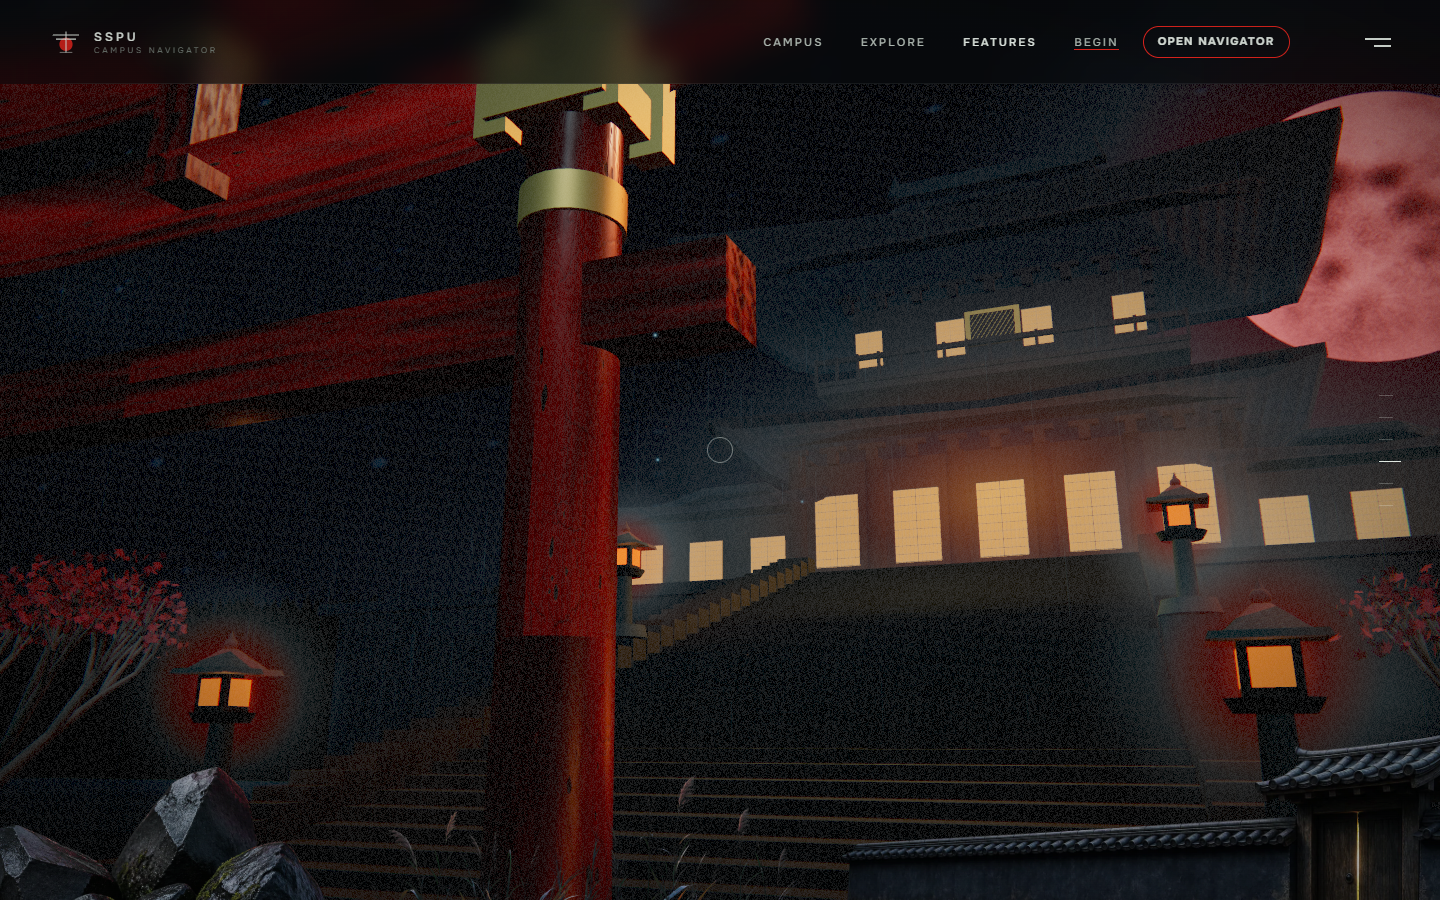 SSPU
CAMPUS NAVIGATOR
CAMPUS
EXPLORE
FEATURES
BEGIN
OPEN NAVIGATOR